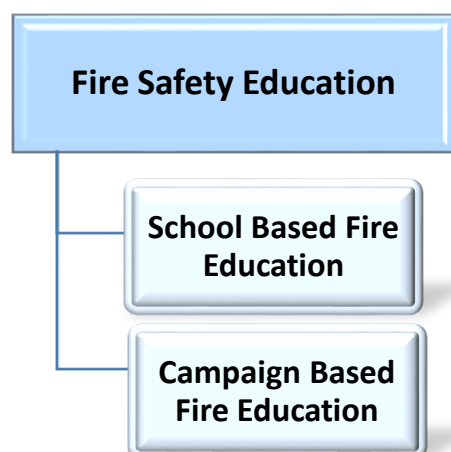 Fire Safety Education
School Based Fire
Education
Campaign Based
Fire Education